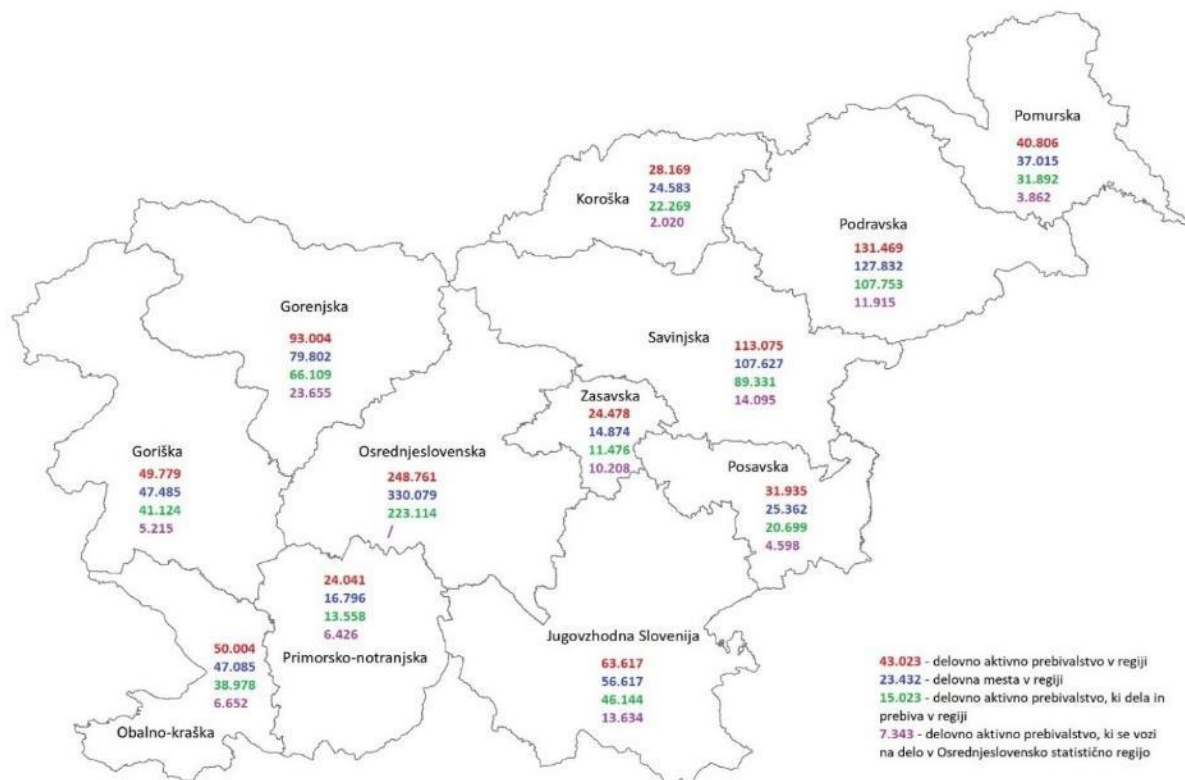 Pomurska
40.806
37.015
31.892
3.862
Koroška
28.169
24.583
22.269
2.020
Podravska
131.469
127.832
107.753
11.915
Gorenjska
93.004
79.802
66.109
23.655
Savinjska
113.075
107.627
89.331
14.095
Zasavska
24.478
14.874
11.476
10.208
Goriška
49.779
47.485
41.124
5.215
Osrednjeslovenska
248.761
330.079
223.114
/
Posavska
31.935
25.362
20.699
4.598
24.041
16.796
13.558
6.426
Primorsko-notranjska
50.004
47.085
38.978
6.652
Obalno-kraška
Jugovzhodna Slovenija
63.617
56.617
46.144
13.634
43.023 - delovno aktivno prebivalstvo v regiji
23.432 - delovna mesta v regiji
15.023 - delovno aktivno prebivalstvo, ki dela in
prebiva v regiji
7.343 - delovno aktivno prebivalstvo, ki se vozi
na delo v Osrednjeslovensko statistično regijo